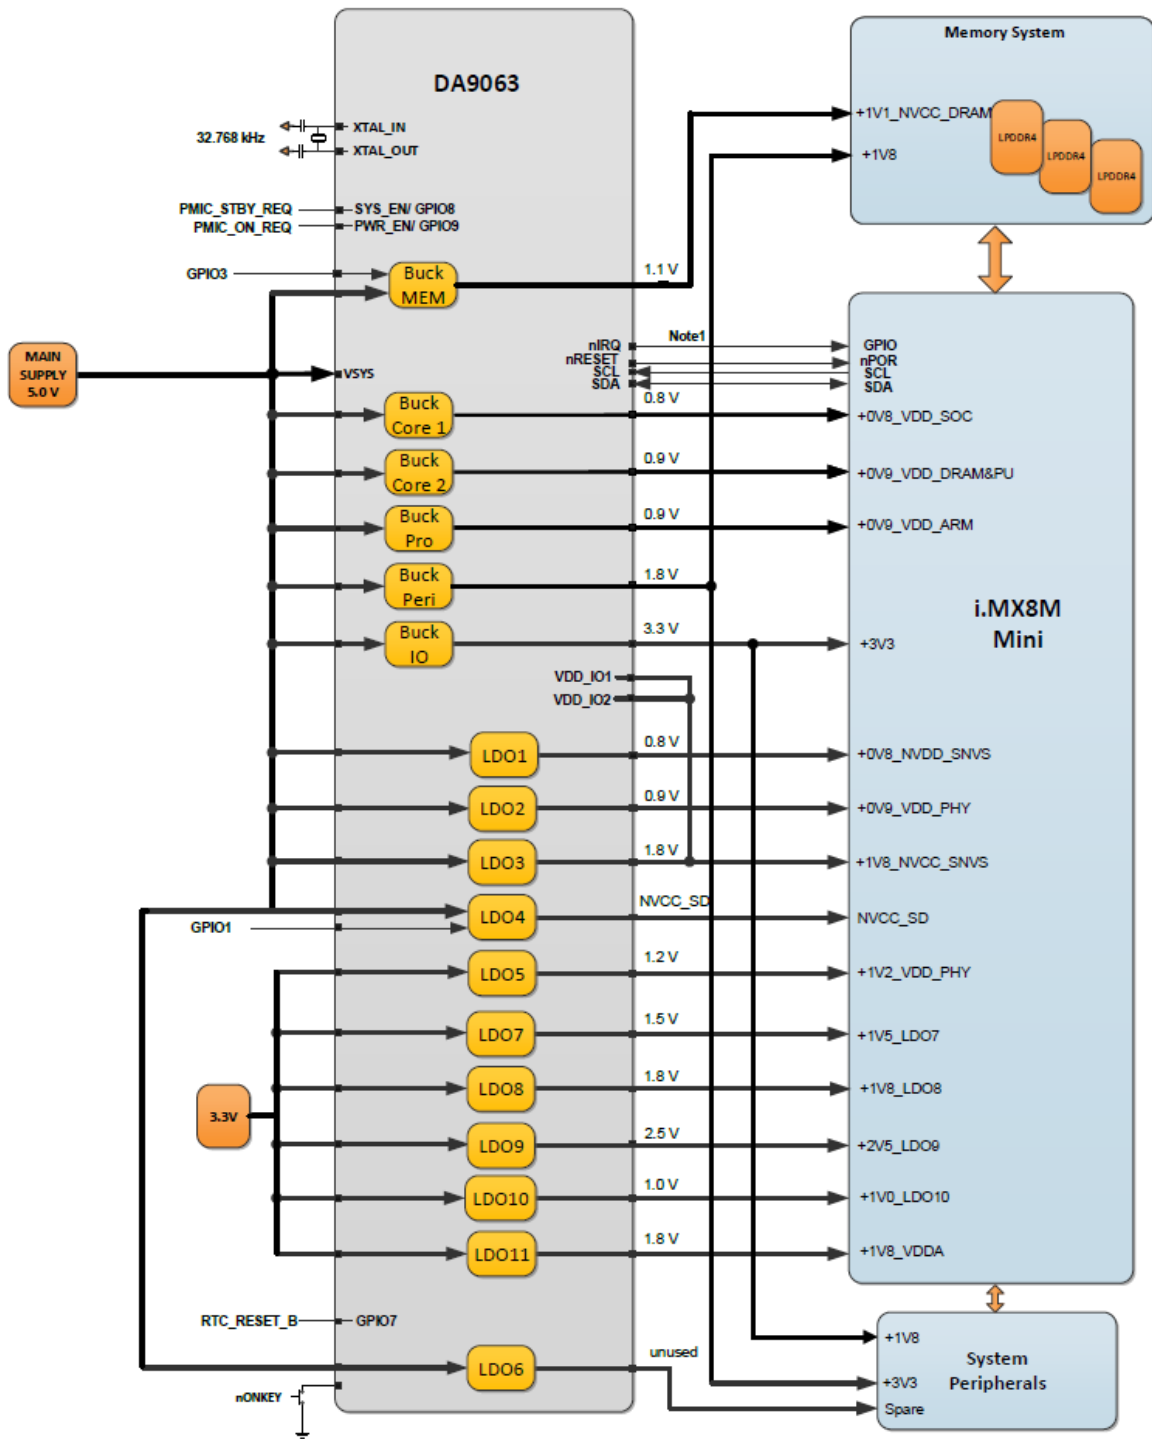 DA9063
Memory System
+1V1_NVCC_DRAM
+1V8
LPDDR4
LPDDR4
LPDDR4
32.768 kHz
XTAL_IN
XTAL_OUT
PMIC_STBY_REQ
SYS_EN/ GPIO8
PMIC_ON_REQ
PWR_EN/ GPIO9
GPIO3
Buck
MEM
1.1 V
MAIN
SUPPLY
5.0 V
VSYS
nIRQ
Note1
GPIO
nRESET
nPOR
SCL
SCL
SDA
SDA
Buck
Core 1
0.8 V
+0V8_VDD_SOC
Buck
Core 2
0.9 V
+0V9_VDD_DRAM&PU
Buck
Pro
0.9 V
+0V9_VDD_ARM
Buck
Peri
1.8 V
i.MX8M
Mini
Buck
IO
3.3 V
+3V3
VDD_IO1
VDD_IO2
LDO1
0.8 V
+0V8_NVDD_SNVS
LDO2
0.9 V
+0V9_VDD_PHY
LDO3
1.8 V
+1V8_NVCC_SNVS
LDO4
NVCC_SD
NVCC_SD
GPIO1
LDO5
1.2 V
+1V2_VDD_PHY
LDO7
1.5 V
+1V5_LDO7
LDO8
1.8 V
+1V8_LDO8
3.3V
LDO9
2.5 V
+2V5_LDO9
LDO10
1.0 V
+1V0_LDO10
LDO11
1.8 V
+1V8_VDDA
RTC_RESET_B
GPIO7
LDO6
unused
nONKEY
+1V8
System
Peripherals
+3V3
Spare